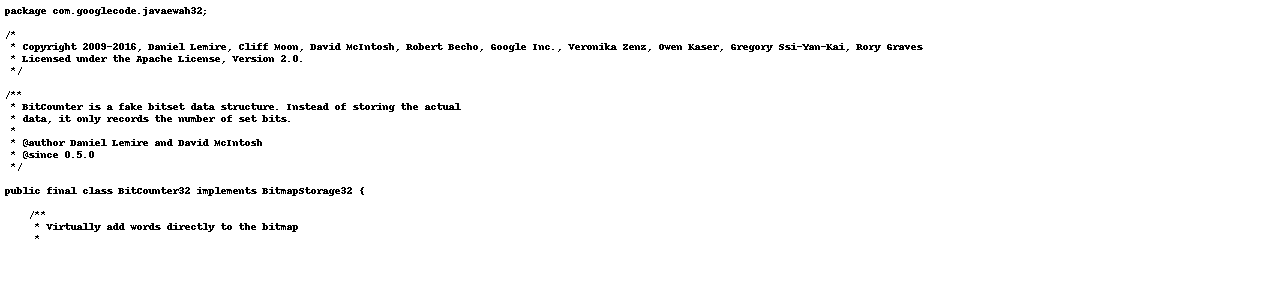 package com.googlecode.javaewah32;
/*
 * Copyright 2009-2016, Daniel Lemire, Cliff Moon, David McIntosh, Robert Becho, Google Inc., Veronika Zenz, Owen Kaser, Gregory Ssi-Yan-Kai, Rory Graves
 * Licensed under the Apache License, Version 2.0.
 */
/**
 * BitCounter is a fake bitset data structure. Instead of storing the actual
 * data, it only records the number of set bits.
 *
 * @author Daniel Lemire and David McIntosh
 * @since 0.5.0
 */
public final class BitCounter32 implements BitmapStorage32 {
    /**
     * Virtually add words directly to the bitmap
     *